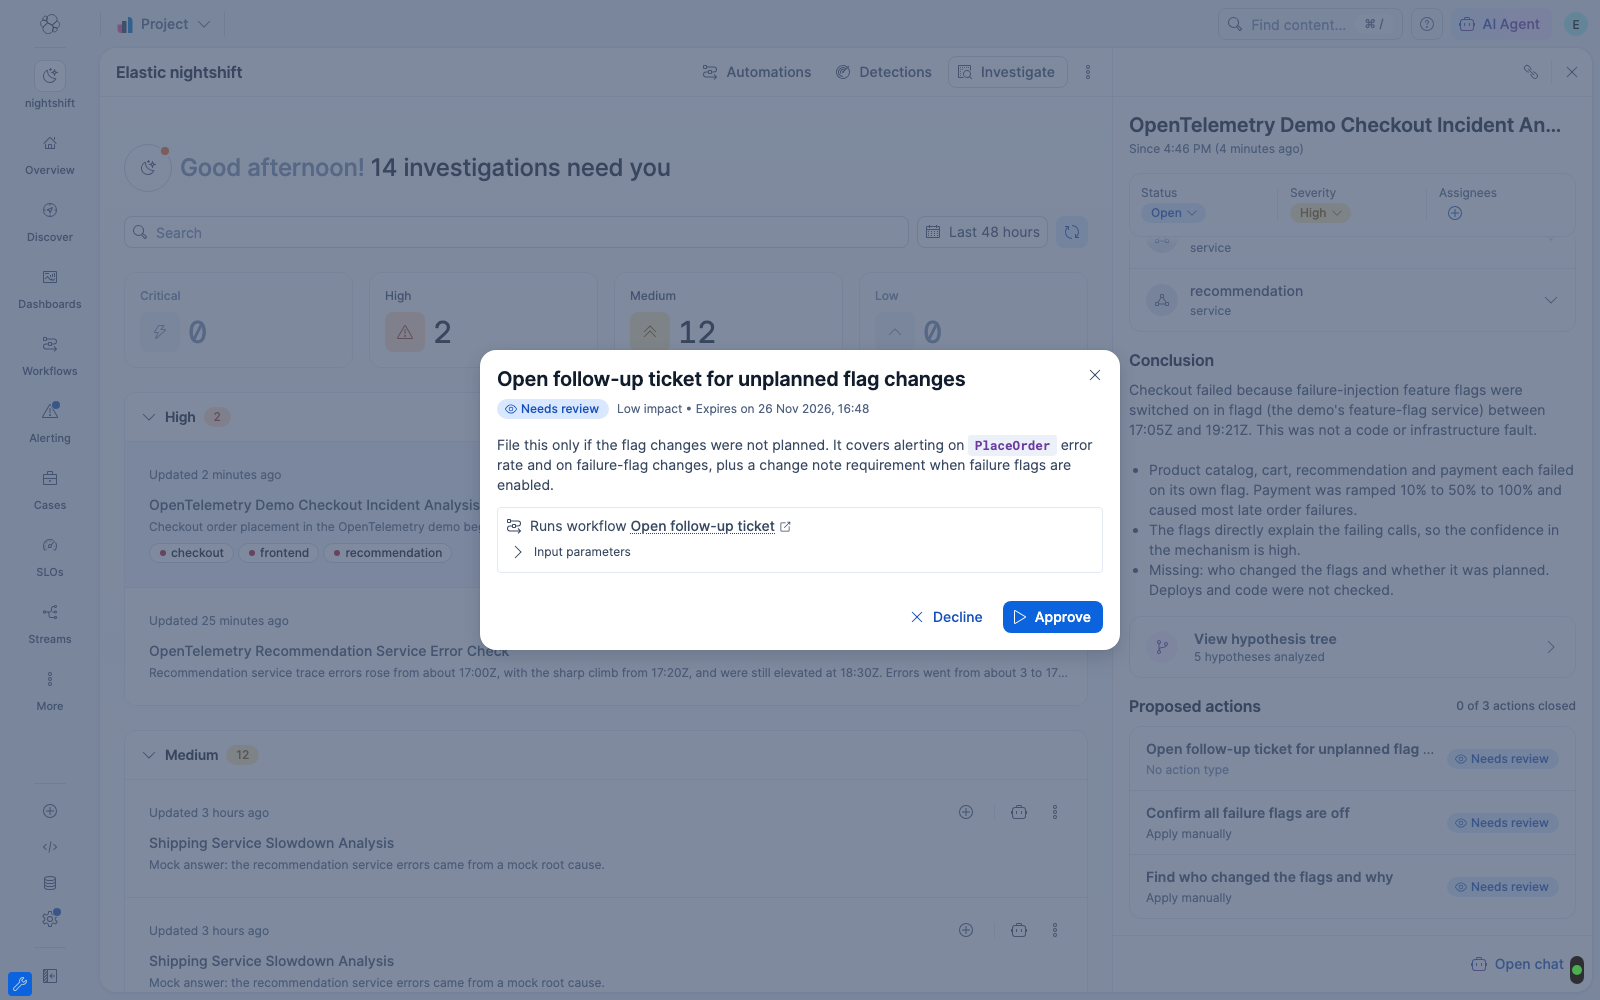 Project
Find content...
⌘ /
AI Agent
E
nightshift
Overview
Discover
Dashboards
Workflows
Alerting
Cases
SLOs
Streams
More
Elastic nightshift
Automations
Detections
Investigate
Good afternoon! 14 investigations need you
Search
Last 48 hours
Critical
0
High
2
Medium
12
Low
0
High 2
Updated 2 minutes ago
OpenTelemetry Demo Checkout Incident Analysis
Checkout order placement in the OpenTelemetry demo be
checkout
frontend
recommendation
Updated 25 minutes ago
OpenTelemetry Recommendation Service Error Check
Recommendation service trace errors rose from about 17:00Z, with the sharp climb from 17:20Z, and were still elevated at 18:30Z. Errors went from about 3 to 17...
Medium 12
Updated 3 hours ago
Shipping Service Slowdown Analysis
Mock answer: the recommendation service errors came from a mock root cause.
Updated 3 hours ago
Shipping Service Slowdown Analysis
Mock answer: the recommendation service errors came from a mock root cause.
Open follow-up ticket for unplanned flag changes
Needs review
Low impact • Expires on 26 Nov 2026, 16:48
File this only if the flag changes were not planned. It covers alerting on PlaceOrder error
rate and on failure-flag changes, plus a change note requirement when failure flags are
enabled.
Runs workflow Open follow-up ticket
Input parameters
Decline
Approve
OpenTelemetry Demo Checkout Incident An...
Since 4:46 PM (4 minutes ago)
Status
Open
Severity
High
Assignees
service
recommendation
service
Conclusion
Checkout failed because failure-injection feature flags were
switched on in flagd (the demo's feature-flag service) between
17:05Z and 19:21Z. This was not a code or infrastructure fault.
• Product catalog, cart, recommendation and payment each failed
on its own flag. Payment was ramped 10% to 50% to 100% and
caused most late order failures.
• The flags directly explain the failing calls, so the confidence in
the mechanism is high.
• Missing: who changed the flags and whether it was planned.
Deploys and code were not checked.
View hypothesis tree
5 hypotheses analyzed
Proposed actions
0 of 3 actions closed
Open follow-up ticket for unplanned flag ...
No action type
Needs review
Confirm all failure flags are off
Apply manually
Needs review
Find who changed the flags and why
Apply manually
Needs review
Open chat